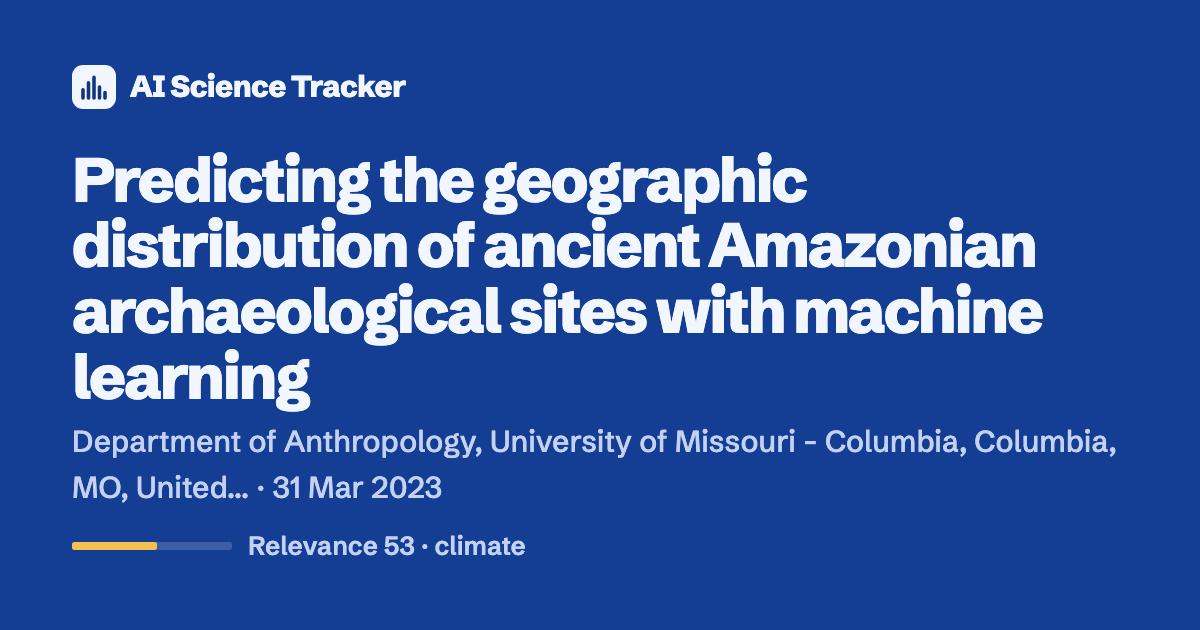 AI Science Tracker
Predicting the geographic
distribution of ancient Amazonian
archaeological sites with machine
learning
Department of Anthropology, University of Missouri - Columbia, Columbia,
MO, United... · 31 Mar 2023
Relevance 53 · climate